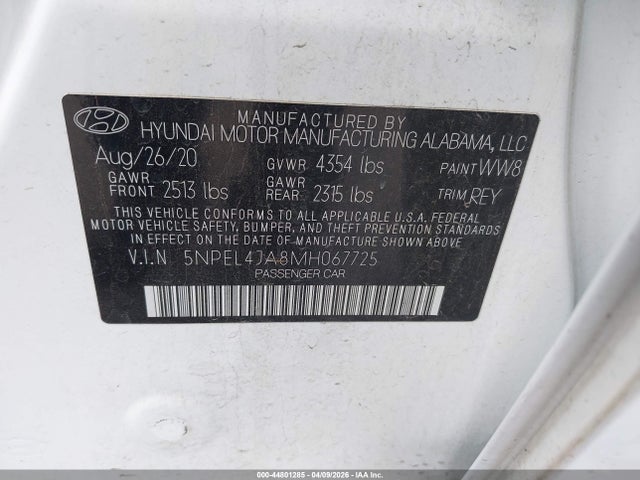 MANUFACTURED BY
HYUNDAI MOTOR MANUFACTURING ALABAMA, LLC
Aug/26/20 GVWR 4354 lbs PAINT WW8
GAWR FRONT 2513 lbs GAWR REAR 2315 lbs TRIM REY
THIS VEHICLE CONFORMS TO ALL APPLICABLE U.S.A. FEDERAL
MOTOR VEHICLE SAFETY, BUMPER, AND THEFT PREVENTION STANDARDS
IN EFFECT ON THE DATE OF MANUFACTURE SHOWN ABOVE.
V.I.N 5NPEL4JA8MH067725
PASSENGER CAR
000-44801285 - 04/09/2026 - IAA Inc.